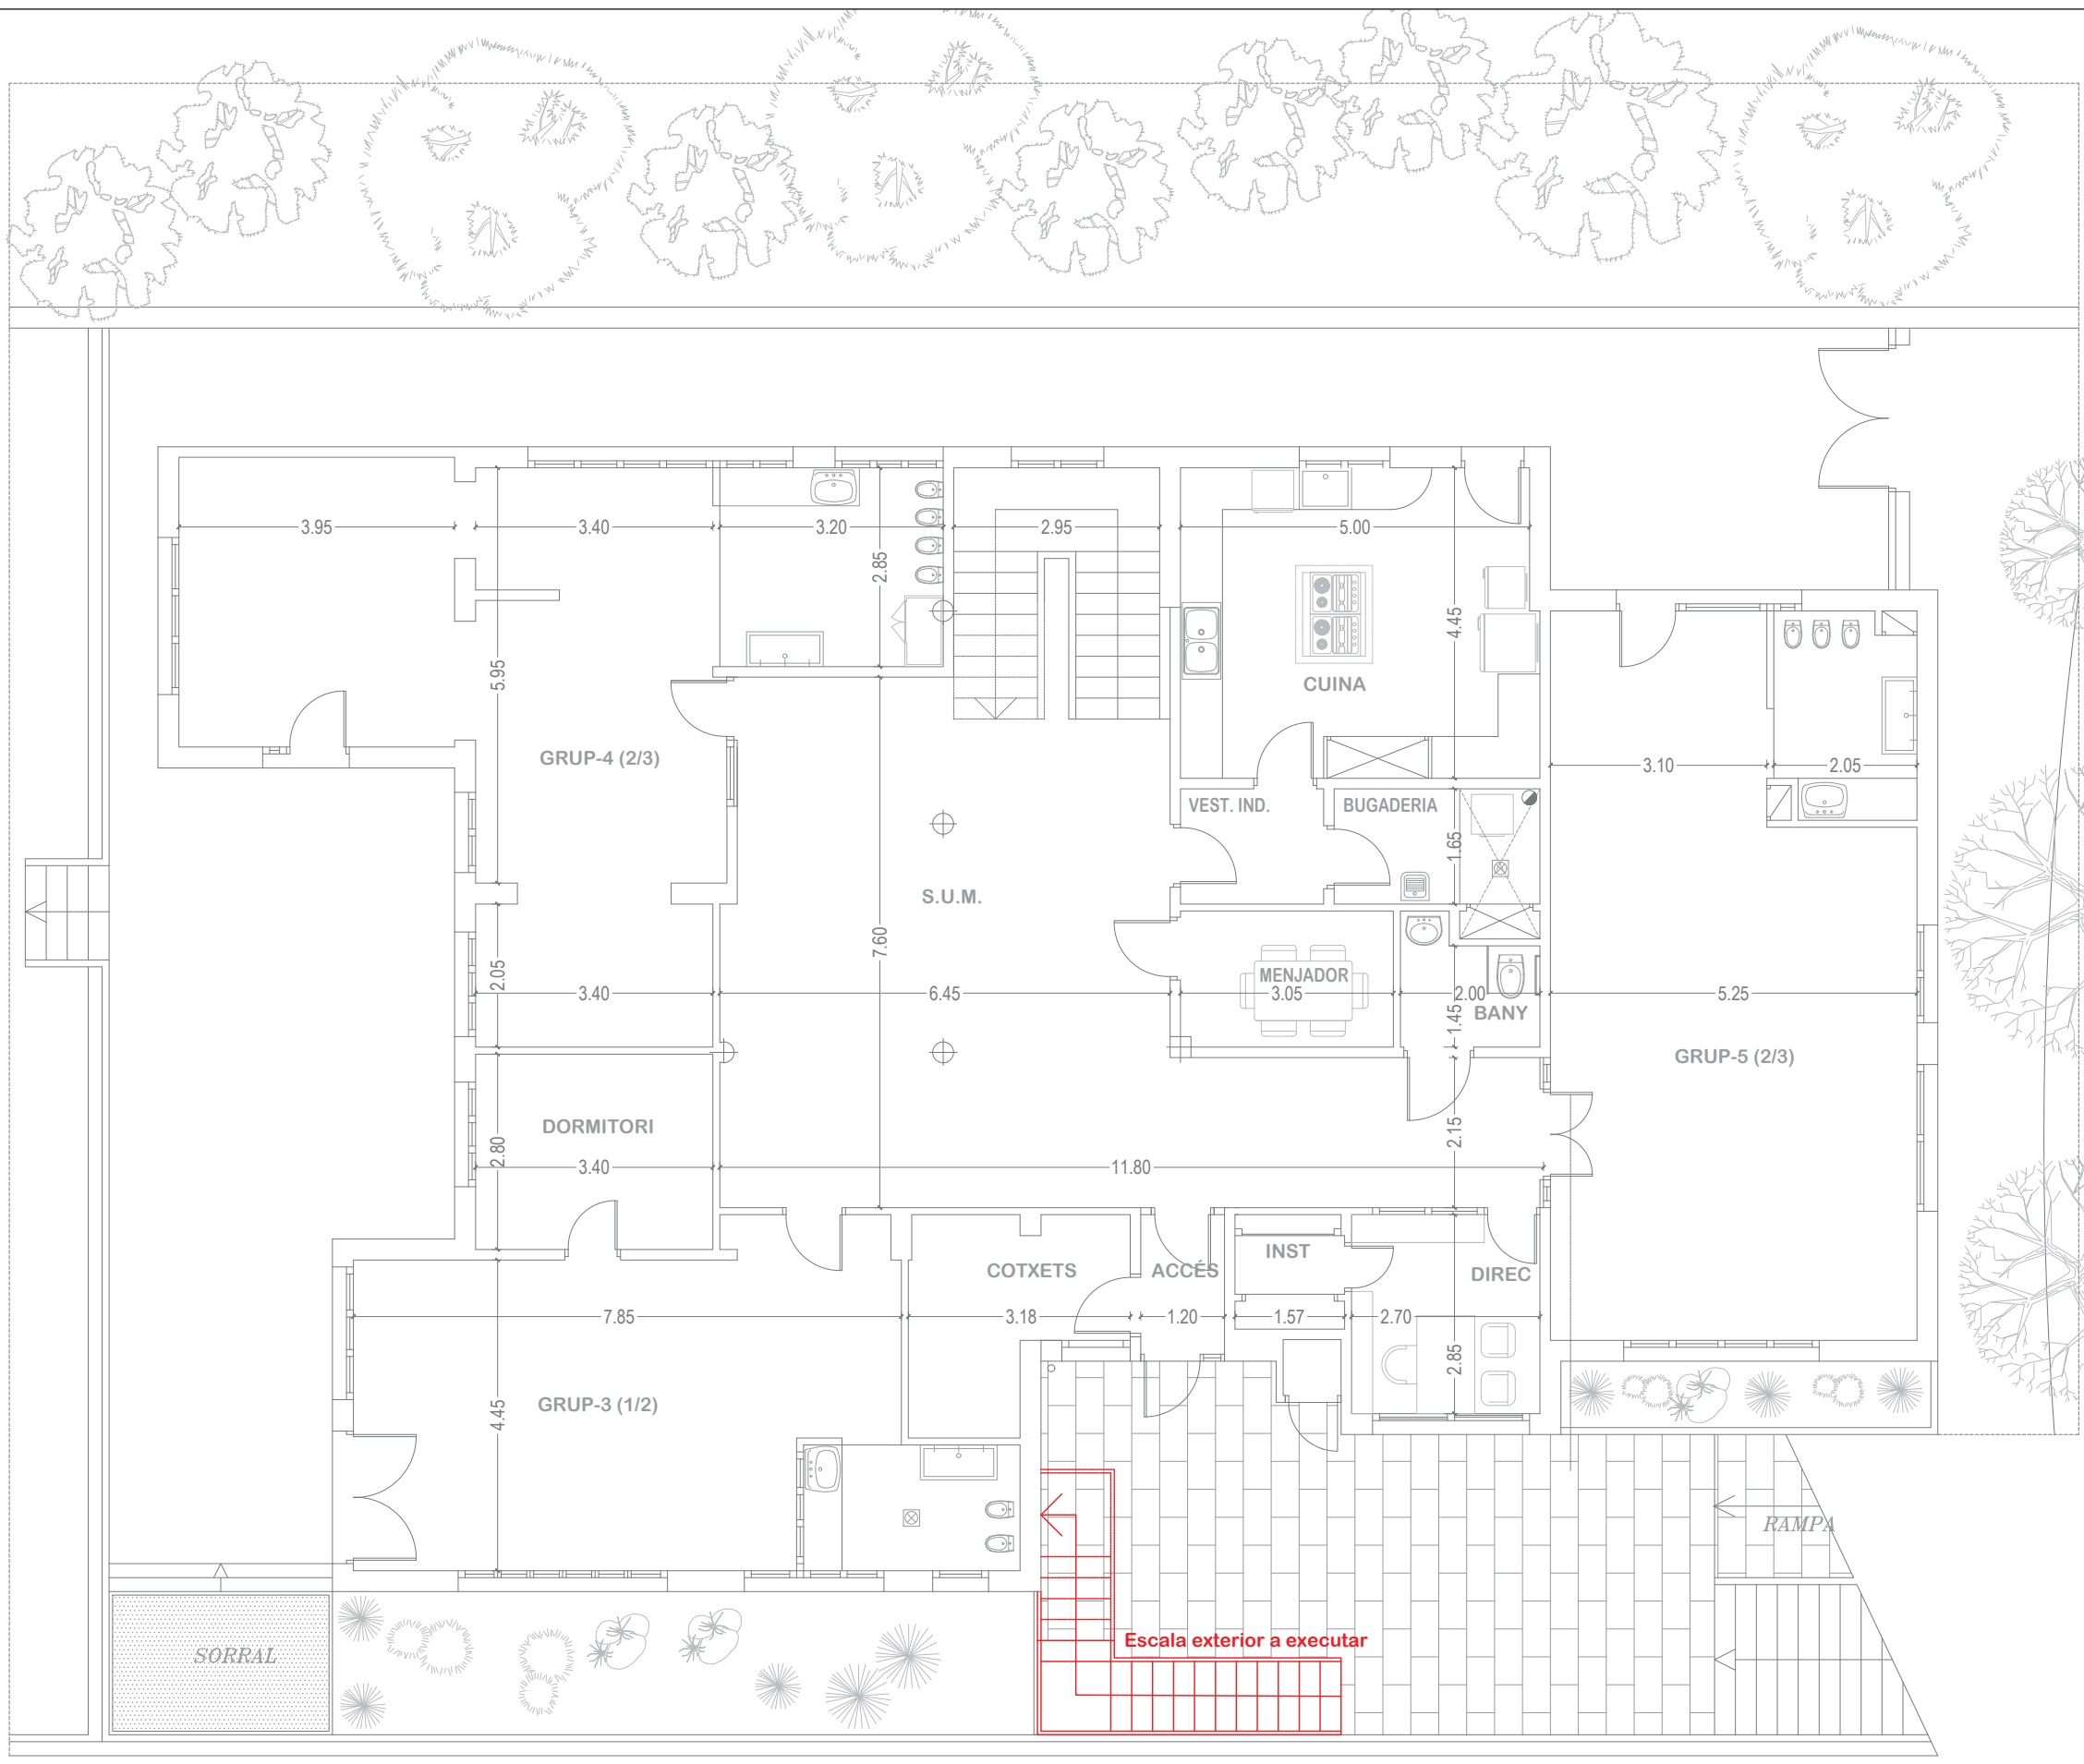 3.95
3.40
3.20
2.95
5.00
2.85
4.45
5.95
CUINA
GRUP-4 (2/3)
3.10
2.05
VEST. IND.
BUGADERIA
1.65
S.U.M.
7.60
2.05
3.40
6.45
MENJADOR
3.05
2.00
BANY
1.45
5.25
GRUP-5 (2/3)
DORMITORI
2.80
3.40
2.15
11.80
INST
COTXETS
ACCÉS
DIREC
7.85
3.18
1.20
1.57
2.70
2.85
4.45
GRUP-3 (1/2)
RAMPA
Escala exterior a executar
SORRAL